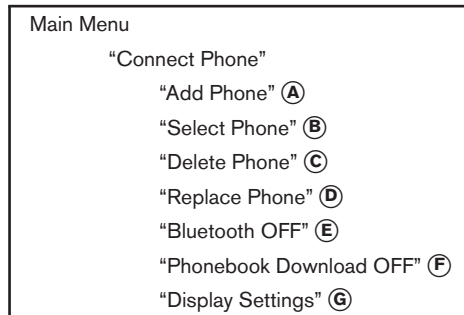 Main Menu
“Connect Phone”
“Add Phone” Ⓐ
“Select Phone” Ⓑ
“Delete Phone” Ⓒ
“Replace Phone” Ⓓ
“Bluetooth OFF” Ⓔ
“Phonebook Download OFF” Ⓕ
“Display Settings” Ⓖ